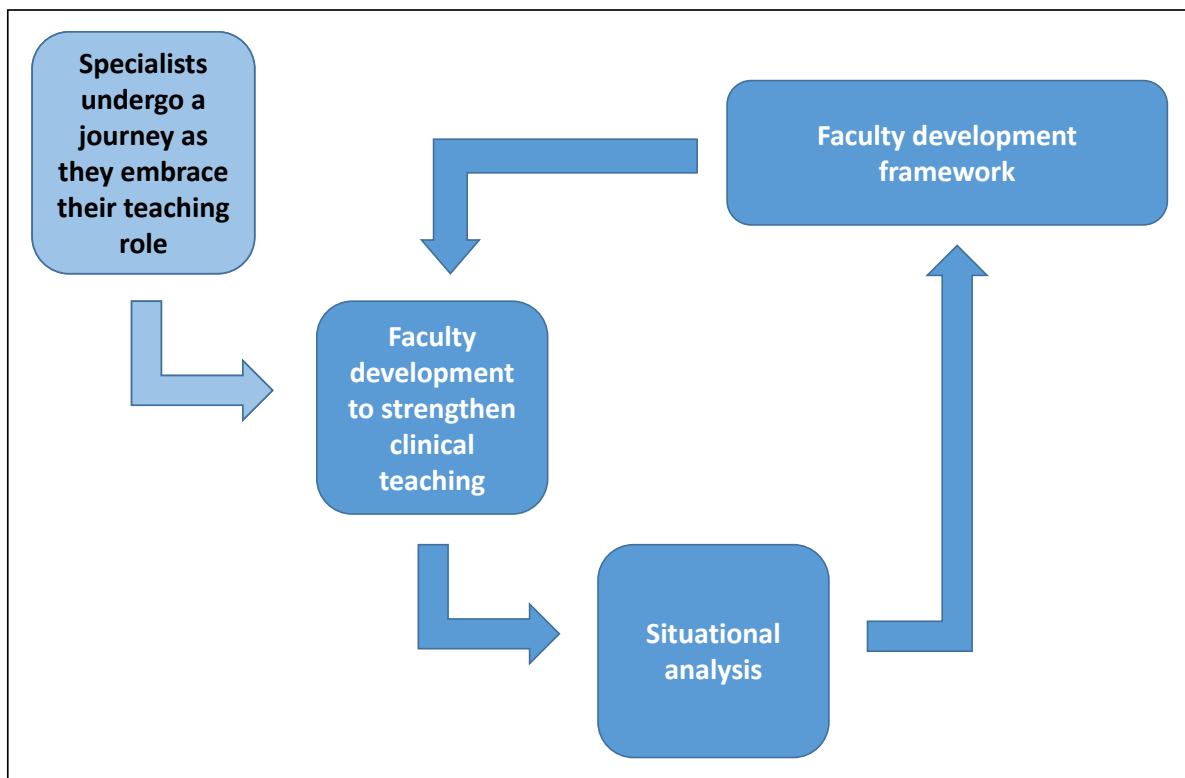 Specialists
undergo a
journey as
they embrace
their teaching
role
Faculty development
framework
Faculty
development
to strengthen
clinical
teaching
Situational
analysis